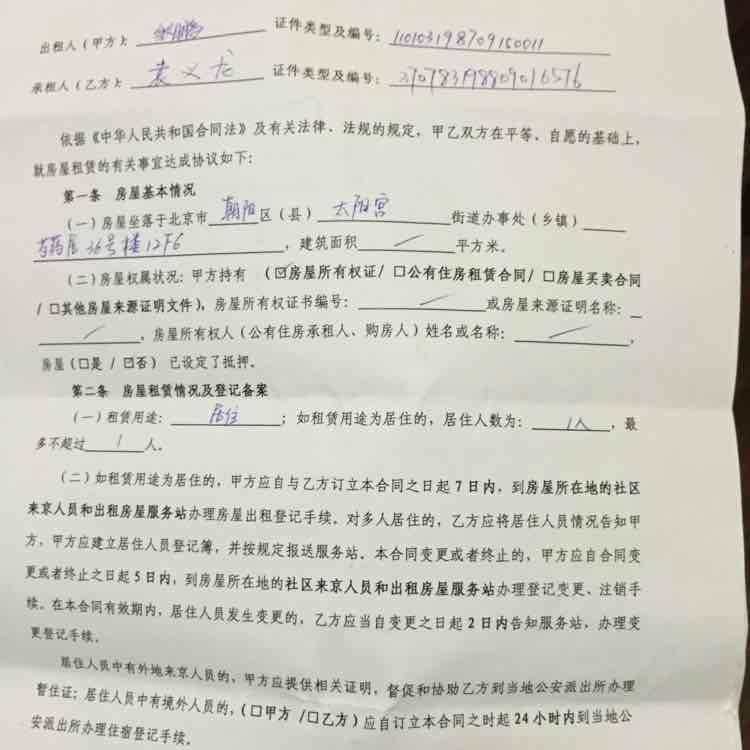 出租人（甲方）： 证件类型及编号：110103198709150011
承租人（乙方）：袁义龙 证件类型及编号：370783198809016576
依据《中华人民共和国合同法》及有关法律、法规的规定，甲乙双方在平等、自愿的基础上，
就房屋租赁的有关事宜达成协议如下：
第一条 房屋基本情况
（一）房屋坐落于北京市朝阳区（县）太阳宫街道办事处（乡镇）
芍药居36号楼12F6，建筑面积 / 平方米。
（二）房屋权属状况：甲方持有（☑房屋所有权证/□公有住房租赁合同/□房屋买卖合同
/□其他房屋来源证明文件），房屋所有权证书编号： / 或房屋来源证明名称：
/ ，房屋所有权人（公有住房承租人、购房人）姓名或名称： / ，
房屋（□是/☑否）已设定了抵押。
第二条 房屋租赁情况及登记备案
（一）租赁用途：居住；如租赁用途为居住的，居住人数为：1人，最
多不超过1人。
（二）如租赁用途为居住的，甲方应自与乙方订立本合同之日起7日内，到房屋所在地的社区
来京人员和出租房屋服务站办理房屋出租登记手续。对多人居住的，乙方应将居住人员情况告知甲
方，甲方应建立居住人员登记簿，并按规定报送服务站。本合同变更或者终止的，甲方应自合同变
更或者终止之日起5日内，到房屋所在地的社区来京人员和出租房屋服务站办理登记变更、注销手
续。在本合同有效期内，居住人员发生变更的，乙方应当自变更之日起2日内告知服务站，办理变
更登记手续。
居住人员中有外地来京人员的，甲方应提供相关证明，督促和协助乙方到当地公安派出所办理
暂住证；居住人员中有境外人员的，（□甲方/□乙方）应自订立本合同之时起24小时内到当地公
安派出所办理住宿登记手续。